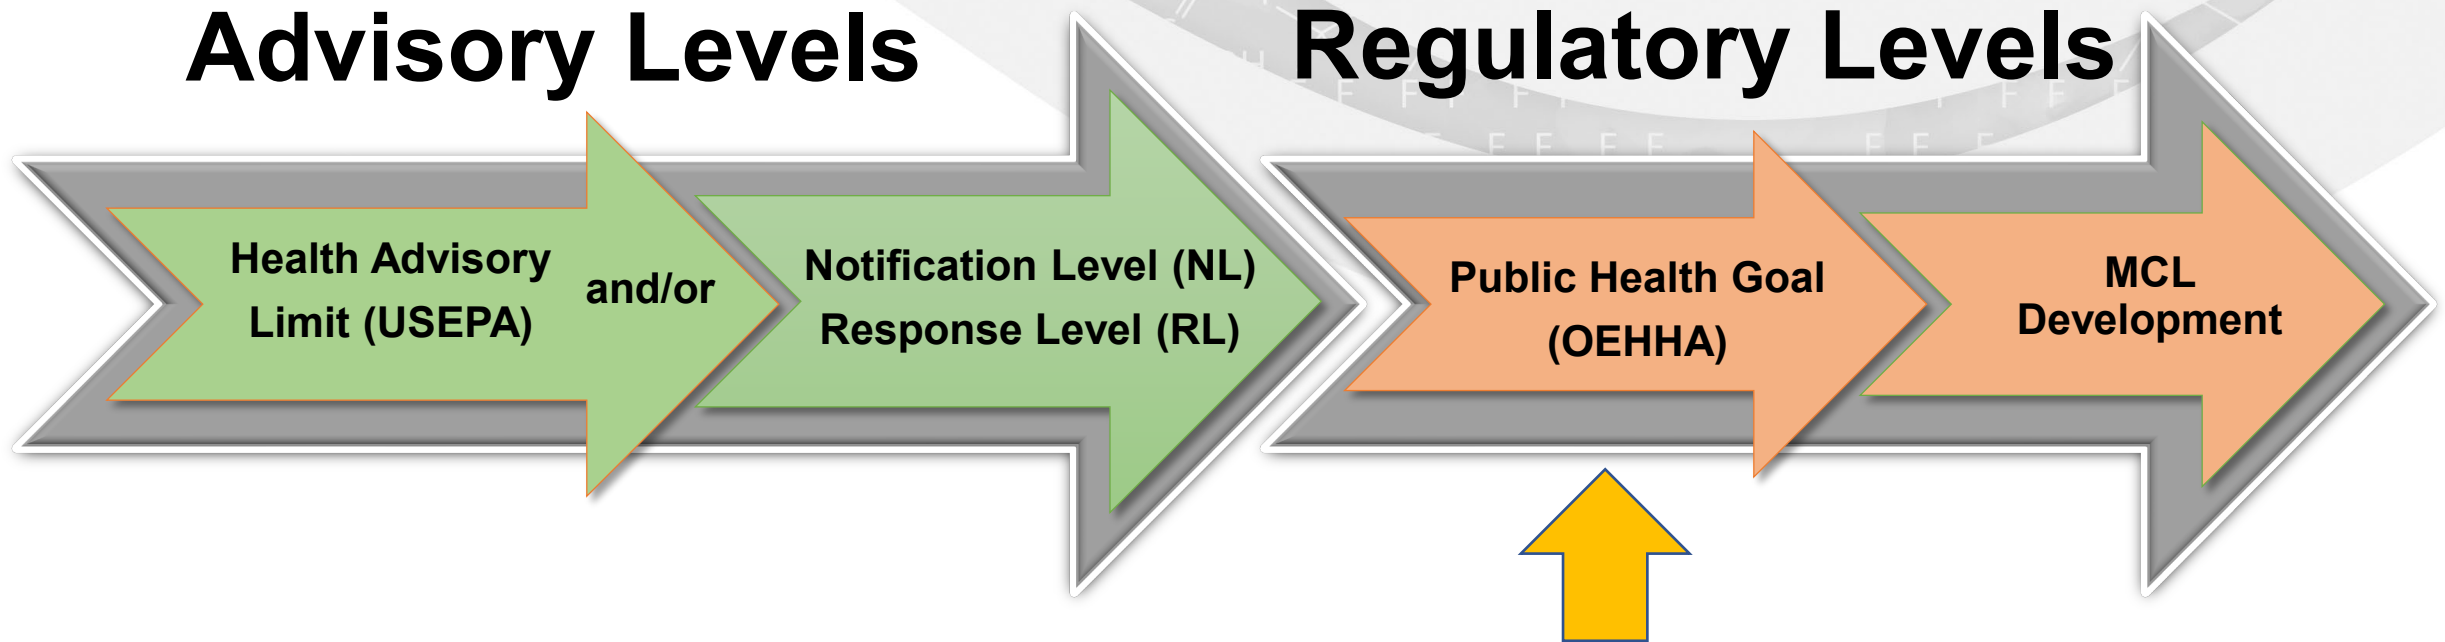 Advisory Levels
Regulatory Levels
Health Advisory
Limit (USEPA)
and/or
Notification Level (NL)
Response Level (RL)
Public Health Goal
(OEHHA)
MCL
Development